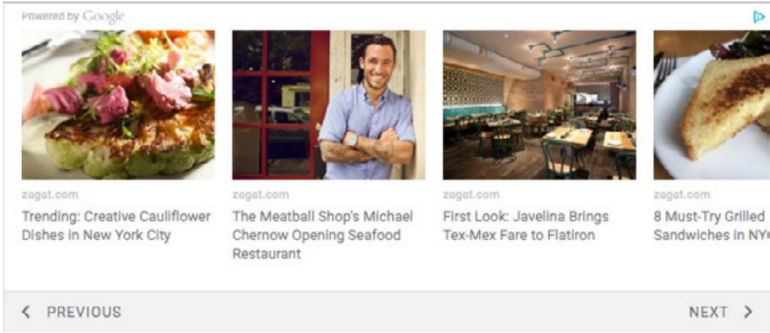 Powered by Google
zagat.com
Trending: Creative Cauliflower
Dishes in New York City
zagat.com
The Meatball Shop's Michael
Chernow Opening Seafood
Restaurant
zagat.com
First Look: Javelina Brings
Tex-Mex Fare to Flatiron
zagat.com
8 Must-Try Grilled
Sandwiches in
PREVIOUS
NEXT